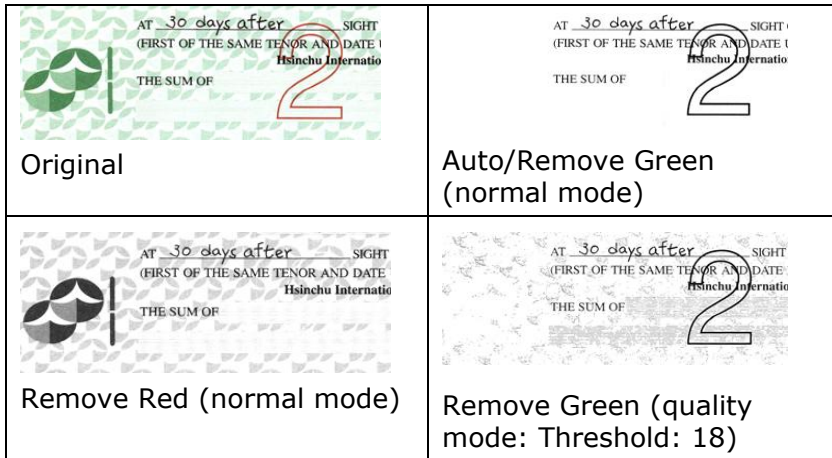 AT 30 days after SIGHT
(FIRST OF THE SAME TENOR AND DATE
Hsinchu Internatio
THE SUM OF
2
Original
AT 30 days after SIGHT
(FIRST OF THE SAME TENOR AND DATE
Hsinchu Internatio
THE SUM OF
2
Auto/Remove Green
(normal mode)
AT 30 days after SIGHT
(FIRST OF THE SAME TENOR AND DATE
Hsinchu Internatio
THE SUM OF
Remove Red (normal mode)
AT 30 days after SIGHT
(FIRST OF THE SAME TENOR AND DATE
Hsinchu Internatio
THE SUM OF
2
Remove Green (quality
mode: Threshold: 18)